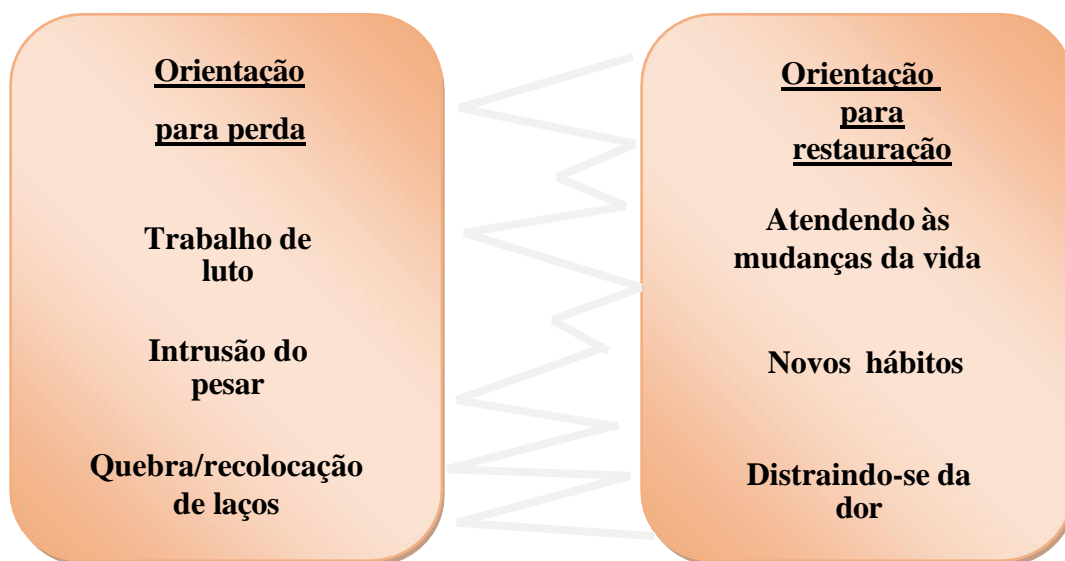 Orientação
para perda
Trabalho de
luto
Intrusão do
pesar
Quebra/recolocação
de laços
Orientação
para
restauração
Atendendo às
mudanças da vida
Novos hábitos
Distraindo-se da
dor